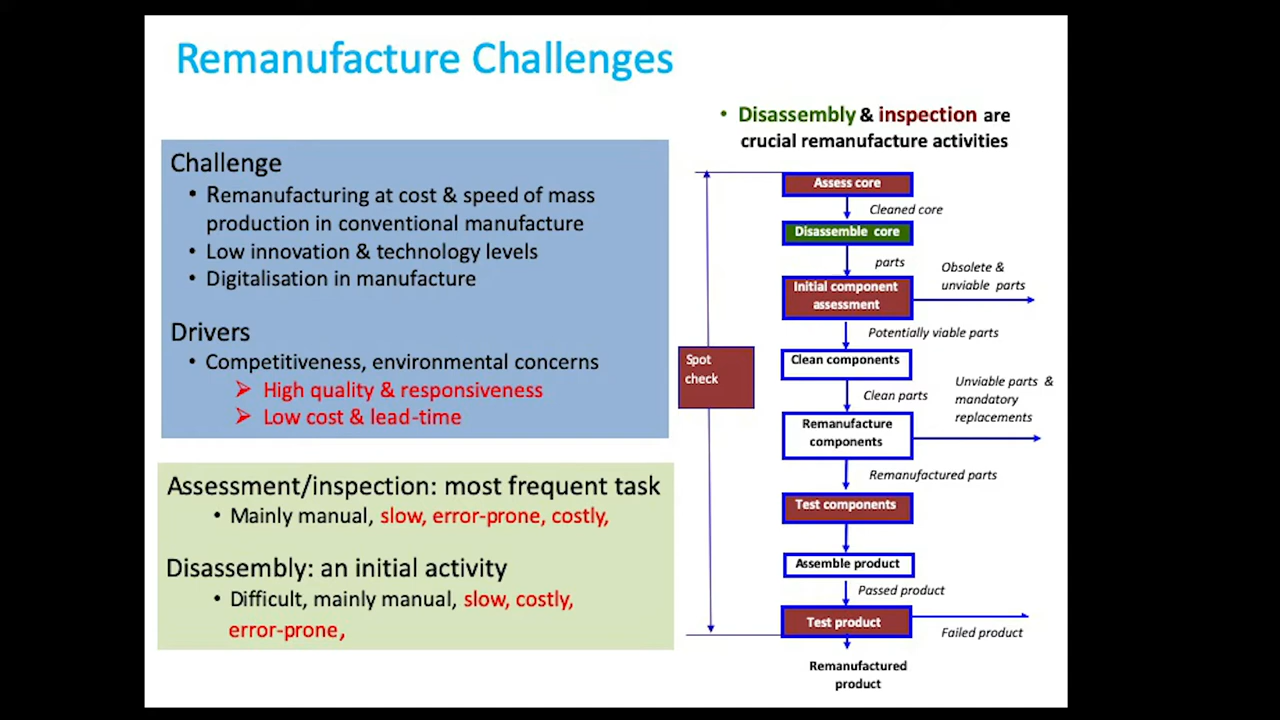 Remanufacture Challenges
Challenge
• Remanufacturing at cost & speed of mass
production in conventional manufacture
• Low innovation & technology levels
• Digitalisation in manufacture
Drivers
• Competitiveness, environmental concerns
➢ High quality & responsiveness
➢ Low cost & lead-time
Assessment/inspection: most frequent task
• Mainly manual, slow, error-prone, costly,
Disassembly: an initial activity
• Difficult, mainly manual, slow, costly,
error-prone,
• Disassembly & inspection are
crucial remanufacture activities
Assess core
Cleaned core
Disassemble core
parts
Obsolete &
unviable parts
Initial component
assessment
Potentially viable parts
Spot
check
Clean components
Clean parts
Unviable parts &
mandatory
replacements
Remanufacture
components
Remanufactured parts
Test components
Assemble product
Passed product
Test product
Failed product
Remanufactured
product